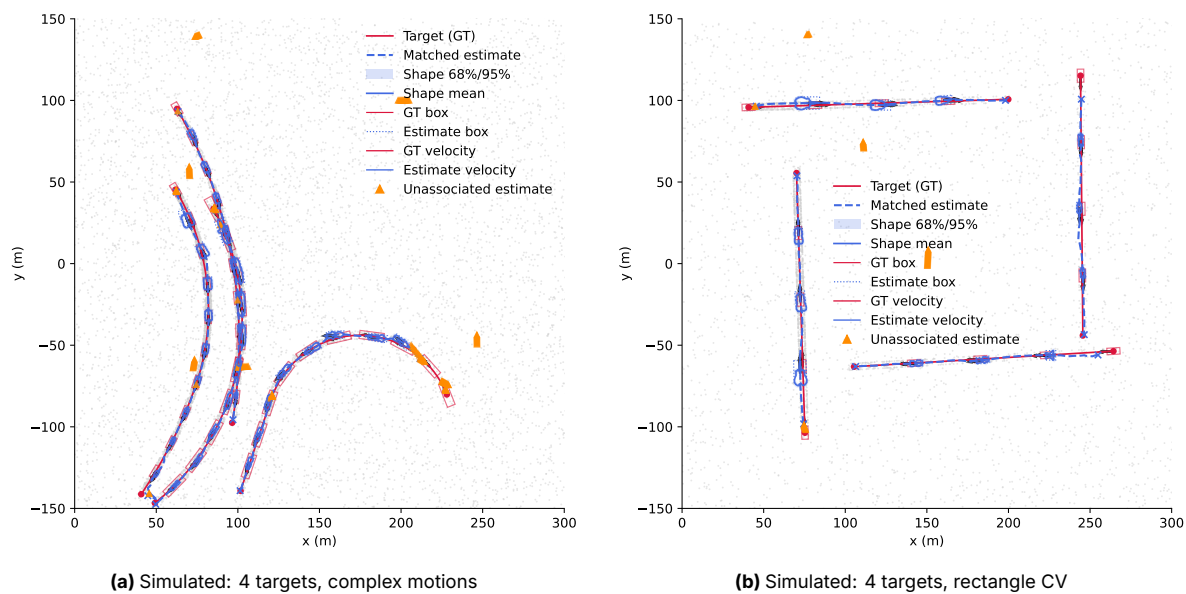 150
100
50
0
−50
−100
−150
y (m)
0
50
100
150
200
250
300
x (m)
Target (GT)
Matched estimate
Shape 68%/95%
Shape mean
GT box
Estimate box
GT velocity
Estimate velocity
Unassociated estimate
(a) Simulated: 4 targets, complex motions
150
100
50
0
−50
−100
−150
y (m)
0
50
100
150
200
250
300
x (m)
Target (GT)
Matched estimate
Shape 68%/95%
Shape mean
GT box
Estimate box
GT velocity
Estimate velocity
Unassociated estimate
(b) Simulated: 4 targets, rectangle CV